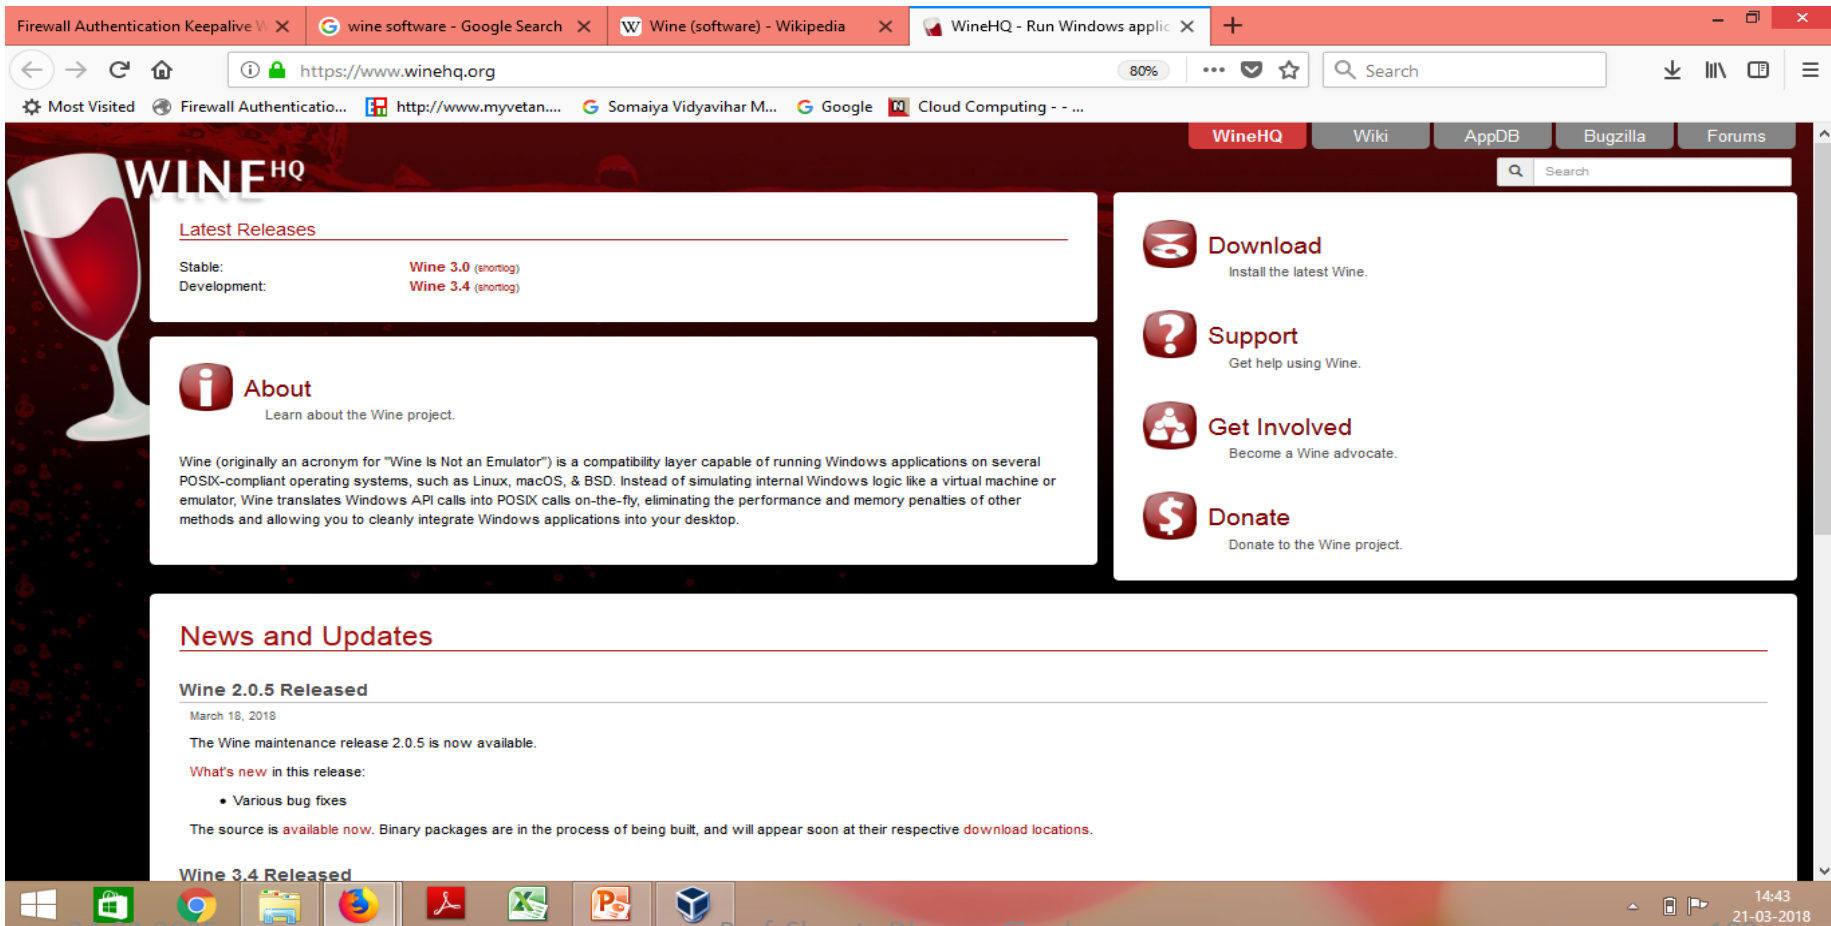 Firewall Authentication Keepalive W
wine software - Google Search
Wine (software) - Wikipedia
WineHQ - Run Windows applic
https://www.winehq.org
80%
Search
Most Visited
Firewall Authenticatio...
http://www.myvetan....
Somaiya Vidyavihar M...
Google
Cloud Computing - - ...
WineHQ
Wiki
AppDB
Bugzilla
Forums
WINEHQ
Search
Latest Releases
Stable: Wine 3.0 (shortlog)
Development: Wine 3.4 (shortlog)
About
Learn about the Wine project.
Wine (originally an acronym for "Wine Is Not an Emulator") is a compatibility layer capable of running Windows applications on several
POSIX-compliant operating systems, such as Linux, macOS, & BSD. Instead of simulating internal Windows logic like a virtual machine or
emulator, Wine translates Windows API calls into POSIX calls on-the-fly, eliminating the performance and memory penalties of other
methods and allowing you to cleanly integrate Windows applications into your desktop.
Download
Install the latest Wine.
Support
Get help using Wine.
Get Involved
Become a Wine advocate.
Donate
Donate to the Wine project.
News and Updates
Wine 2.0.5 Released
March 18, 2018
The Wine maintenance release 2.0.5 is now available.
What's new in this release:
• Various bug fixes
The source is available now. Binary packages are in the process of being built, and will appear soon at their respective download locations.
Wine 3.4 Released
14:43
21-03-2018